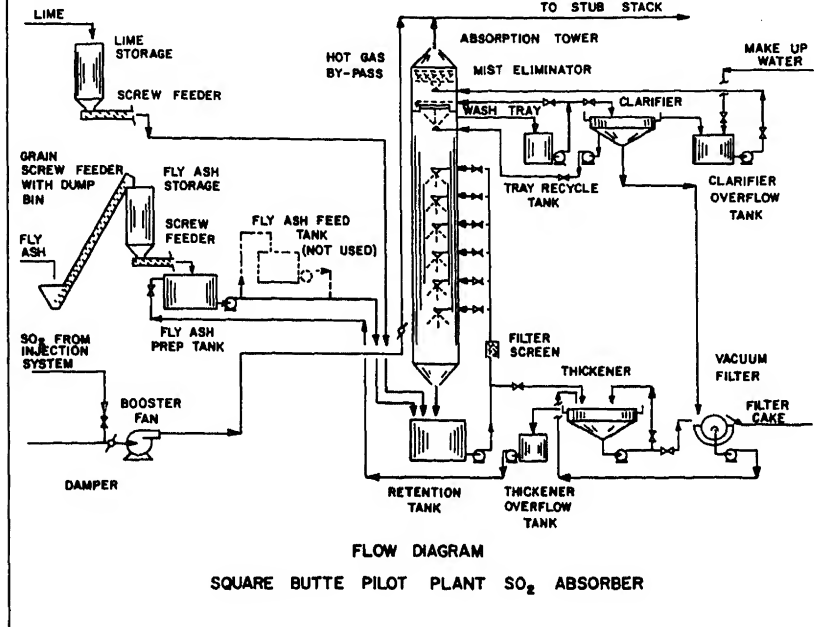 TO STUB STACK
LIME
LIME
STORAGE
SCREW FEEDER
HOT GAS
BY-PASS
ABSORPTION TOWER
MIST ELIMINATOR
WASH TRAY
CLARIFIER
MAKE UP
WATER
TRAY RECYCLE
TANK
CLARIFIER
OVERFLOW
TANK
GRAIN
SCREW FEEDER
WITH DUMP
BIN
FLY ASH
STORAGE
SCREW
FEEDER
FLY ASH FEED
TANK
(NOT USED)
FLY
ASH
FLY ASH
PREP TANK
SO₂ FROM
INJECTION
SYSTEM
BOOSTER
FAN
DAMPER
FILTER
SCREEN
THICKENER
VACUUM
FILTER
FILTER
CAKE
RETENTION
TANK
THICKENER
OVERFLOW
TANK
FLOW DIAGRAM
SQUARE BUTTE PILOT PLANT SO₂ ABSORBER